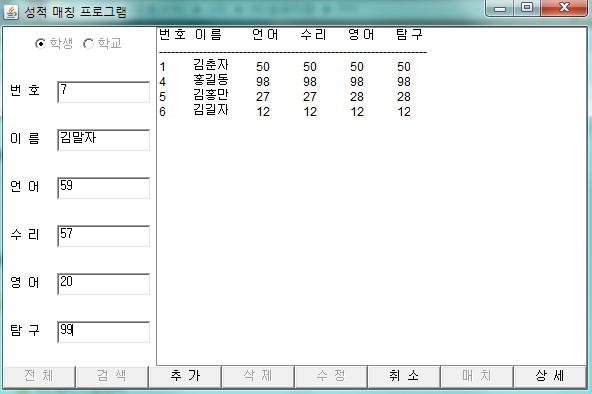 성적 매칭 프로그램
학생 학교
번 호 7
이 름 김말자
언 어 59
수 리 57
영 어 20
탐 구 99
번 호 이 름 언 어 수 리 영 어 탐 구
1 김춘자 50 50 50 50
4 홍길동 98 98 98 98
5 김홍만 27 27 28 28
6 김길자 12 12 12 12
전 체 검 색 추 가 삭 제 수 정 취 소 매 치 상 세